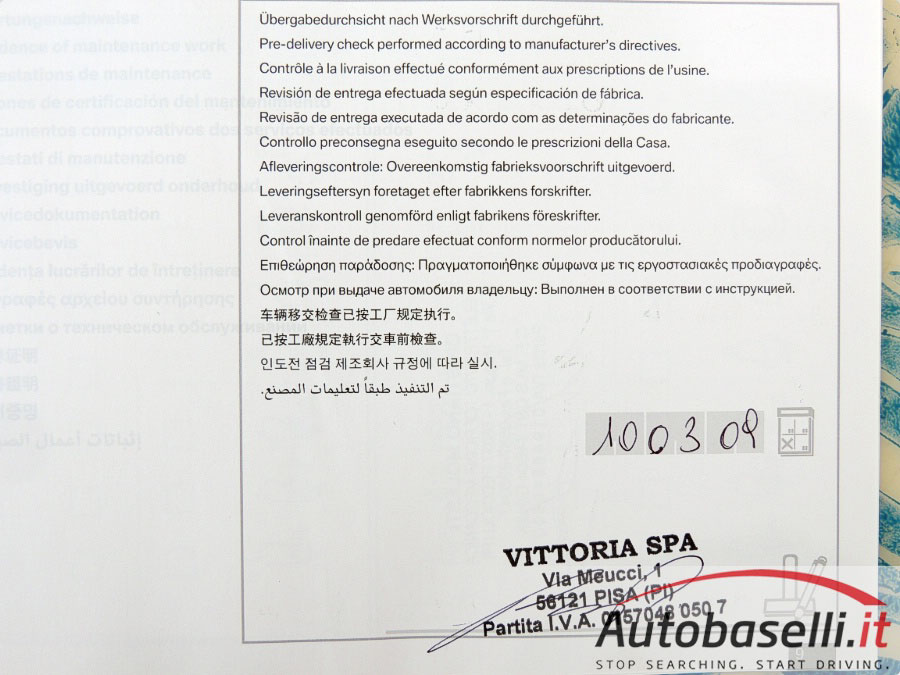 Übergabedurchsicht nach Werksvorschrift durchgeführt.
Pre-delivery check performed according to manufacturer's directives.
Contrôle à la livraison effectué conformément aux prescriptions de l'usine.
Revisión de entrega efectuada según especificación de fábrica.
Revisão de entrega executada de acordo com as determinações do fabricante.
Controllo preconsegna eseguito secondo le prescrizioni della Casa.
Afleveringscontrole: Overeenkomstig fabrieksvoorschrift uitgevoerd.
Leveringseftersyn foretaget efter fabrikkens forskrifter.
Leveranskontroll genomförd enligt fabrikens föreskrifter.
Control înainte de predare efectuat conform normelor producătorului.
Επιθεώρηση παράδοσης: Πραγματοποιήθηκε σύμφωνα με τις εργοστασιακές προδιαγραφές.
Осмотр при выдаче автомобиля владельцу: Выполнен в соответствии с инструкцией.
车辆移交检查已按工厂规定执行。
已按工廠規定執行交車前檢查。
인도전 점검 제조회사 규정에 따라 실시.
تم التنفيذ طبقاً لتعليمات المصنع.
100309
VITTORIA SPA
Via Meucci, 1
56121 PISA (PI)
Partita I.V.A. 0157048 050 7
Autobaselli.it
STOP SEARCHING. START DRIVING.